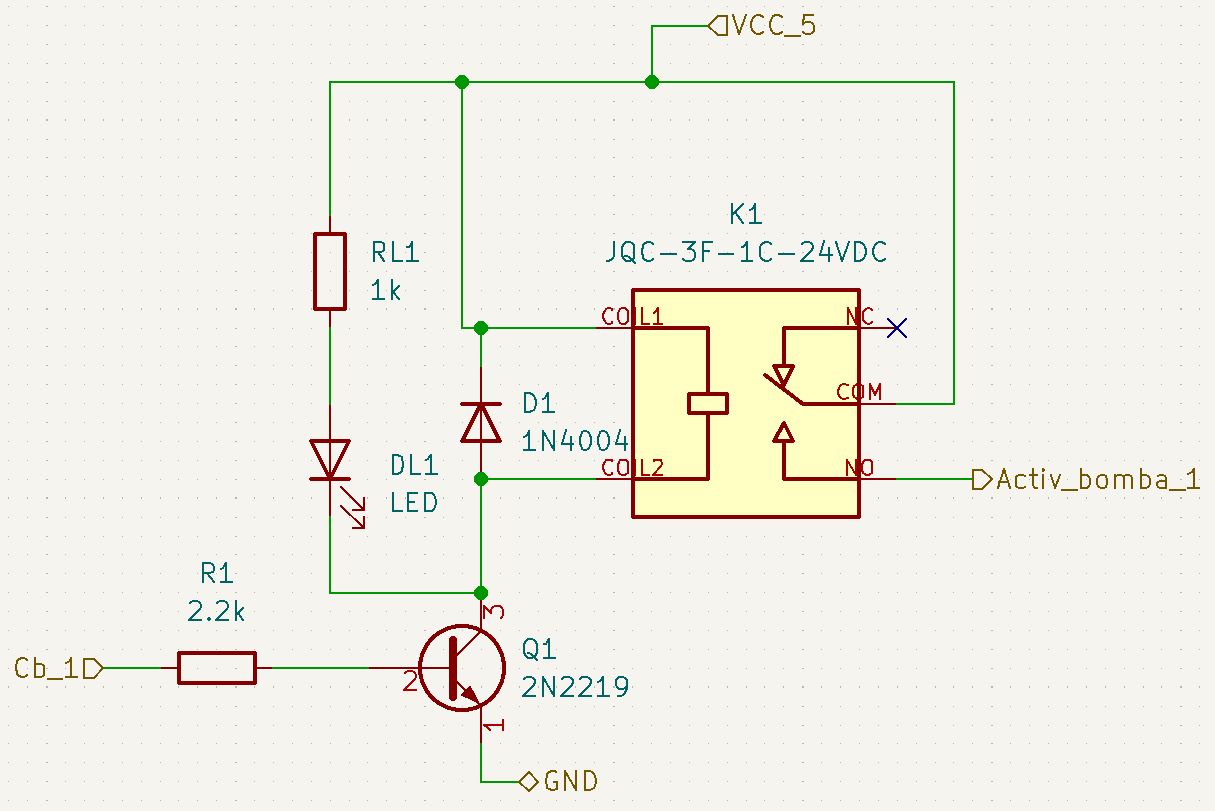 VCC_5
K1
JQC-3F-1C-24VDC
RL1
1k
COIL1
NC
COM
D1
1N4004
DL1
LED
COIL2
NO
Activ_bomba_1
R1
2.2k
3
Cb_1
2
Q1
2N2219
1
GND